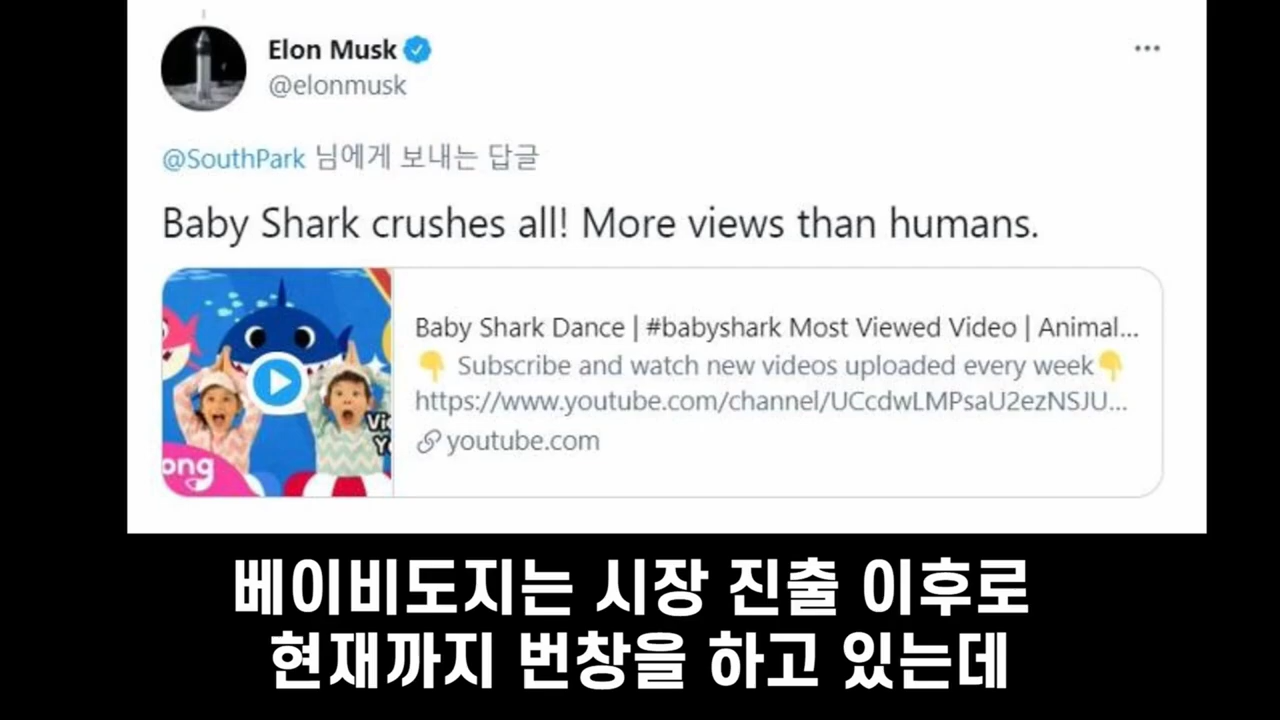 Elon Musk
@elonmusk
@SouthPark 님에게 보내는 답글
Baby Shark crushes all! More views than humans.
Baby Shark Dance | #babyshark Most Viewed Video | Animal...
👇 Subscribe and watch new videos uploaded every week👇
https://www.youtube.com/channel/UCcdwLMPsaU2ezNSJU...
youtube.com
ong
베이비도지는 시장 진출 이후로
현재까지 번창을 하고 있는데